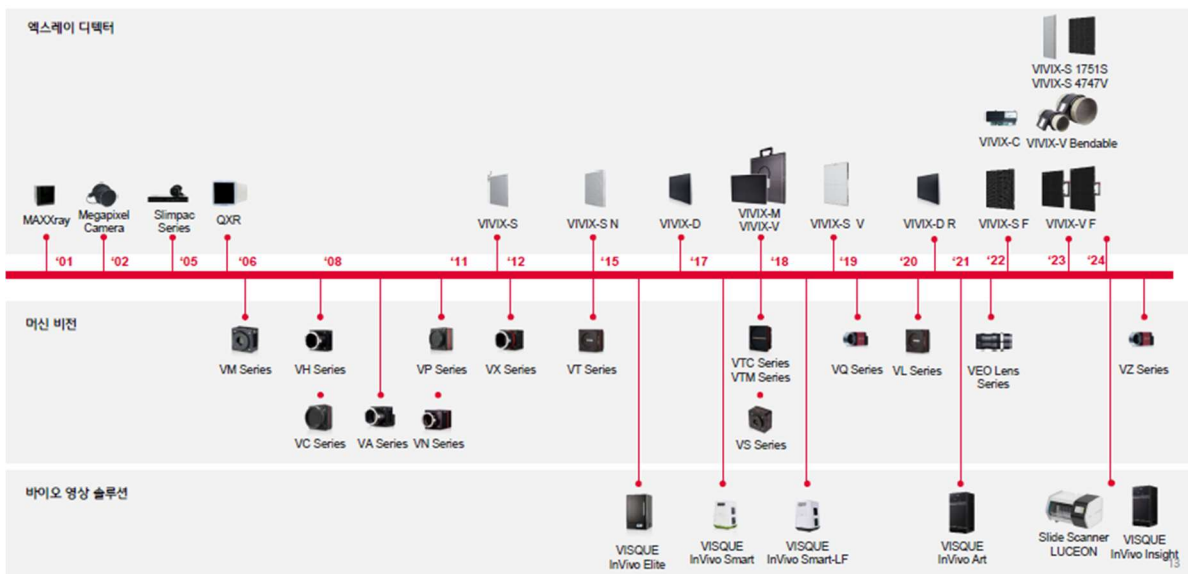 엑스레이 디텍터
VIVIX-S 1751S
VIVIX-S 4747V
VIVIX-C
VIVIX-V Bendable
MAXXray
Megapixel
Camera
Slimpac
Series
QXR
VIVIX-S
VIVIX-S N
VIVIX-D
VIVIX-M
VIVIX-V
VIVIX-S V
VIVIX-D R
VIVIX-S F
VIVIX-V F
‘01 ‘02 ‘05 ‘06 ‘08 ‘11 ‘12 ‘15 ‘17 ‘18 ‘19 ‘20 ‘21 ‘22 ‘23 ‘24
머신 비전
VM Series
VH Series
VP Series
VX Series
VT Series
VTC Series
VTM Series
VQ Series
VL Series
VEO Lens
Series
VZ Series
VC Series
VA Series
VN Series
VS Series
바이오 영상 솔루션
VISQUE
InVivo Elite
VISQUE
InVivo Smart
VISQUE
InVivo Smart-LF
VISQUE
InVivo Art
Slide Scanner
LUCEON
VISQUE
InVivo Insight
13